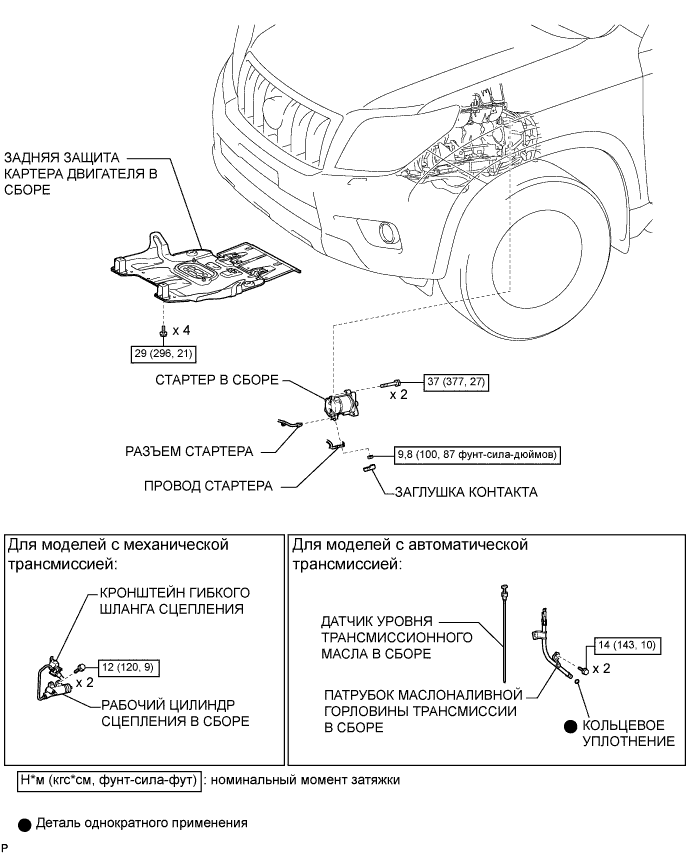 ЗАДНЯЯ ЗАЩИТА
КАРТЕРА ДВИГАТЕЛЯ В
СБОРЕ
x 4
29 (296, 21)
СТАРТЕР В СБОРЕ
37 (377, 27)
x 2
РАЗЪЕМ СТАРТЕРА
9,8 (100, 87 фунт-сила-дюймов)
ПРОВОД СТАРТЕРА
ЗАГЛУШКА КОНТАКТА
Для моделей с механической
трансмиссией:
КРОНШТЕЙН ГИБКОГО
ШЛАНГА СЦЕПЛЕНИЯ
12 (120, 9)
x 2
РАБОЧИЙ ЦИЛИНДР
СЦЕПЛЕНИЯ В СБОРЕ
Для моделей с автоматической
трансмиссией:
ДАТЧИК УРОВНЯ
ТРАНСМИССИОННОГО
МАСЛА В СБОРЕ
14 (143, 10)
x 2
ПАТРУБОК МАСЛОНАЛИВНОЙ
ГОРЛОВИНЫ ТРАНСМИССИИ
В СБОРЕ
КОЛЬЦЕВОЕ
УПЛОТНЕНИЕ
Н*м (кгс*см, фунт-сила-фут) : номинальный момент затяжки
Деталь однократного применения
P